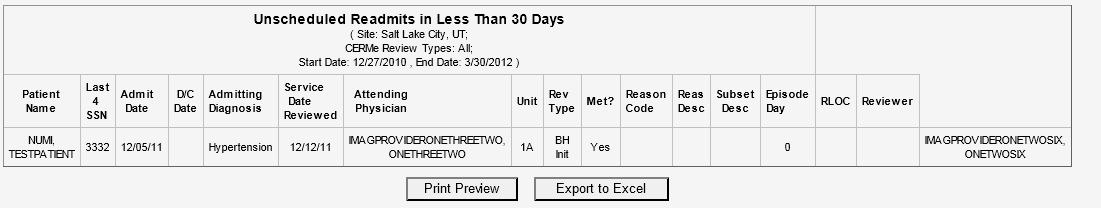 Unscheduled Readmits in Less Than 30 Days
( Site: Salt Lake City, UT;
CERMe Review Types: All;
Start Date: 12/27/2010 , End Date: 3/30/2012 )
Patient Name Last 4 SSN Admit Date D/C Date Admitting Diagnosis Service Date Reviewed Attending Physician Unit Rev Type Met? Reason Code Reas Desc Subset Desc Episode Day RLOC Reviewer
NUMI, TESTPATIENT 3332 12/05/11 Hypertension 12/12/11 IMAGPROVIDERONETHREETWO, ONETHREETWO 1A BH Init Yes 0 IMAGPROVIDERONETWOSIX, ONETWOSIX
Print Preview Export to Excel